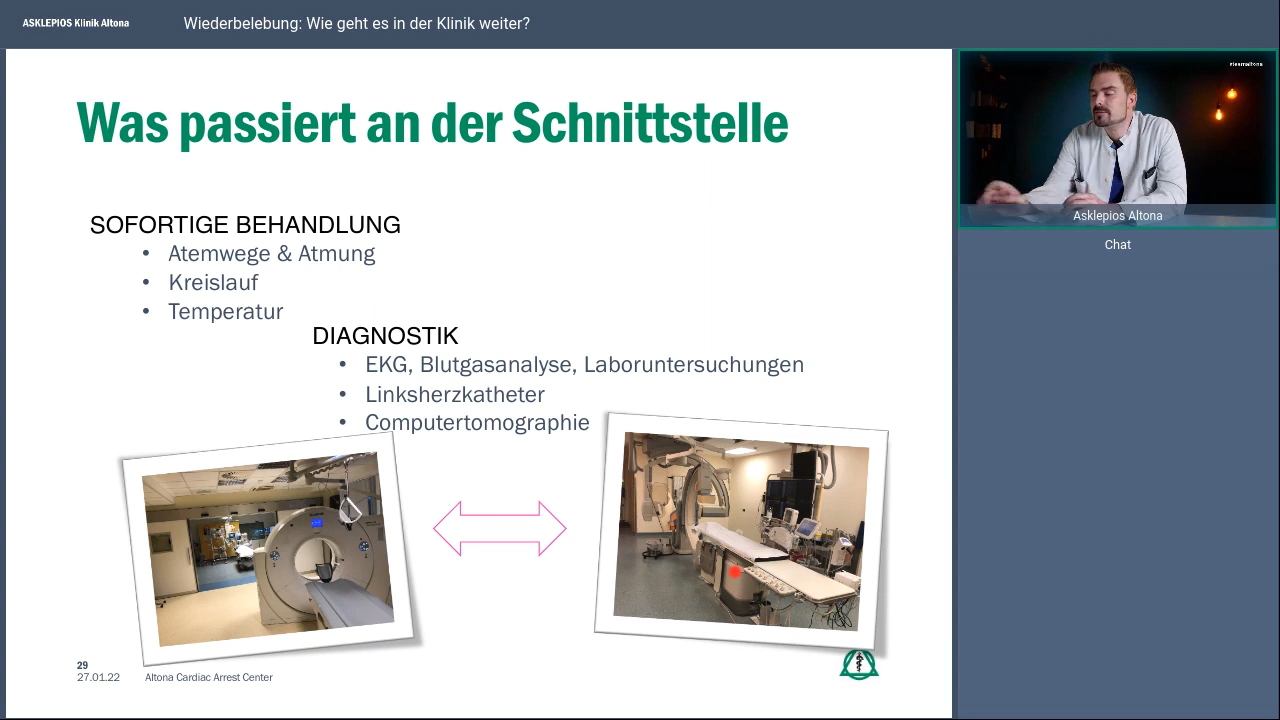 ASKLEPIOS Klinik Altona
Wiederbelebung: Wie geht es in der Klinik weiter?
Was passiert an der Schnittstelle
SOFORTIGE BEHANDLUNG
• Atemwege & Atmung
• Kreislauf
• Temperatur
DIAGNOSTIK
• EKG, Blutgasanalyse, Laboruntersuchungen
• Linksherzkatheter
• Computertomographie
29
27.01.22 Altona Cardiac Arrest Center
#teamaltona
Asklepios Altona
Chat